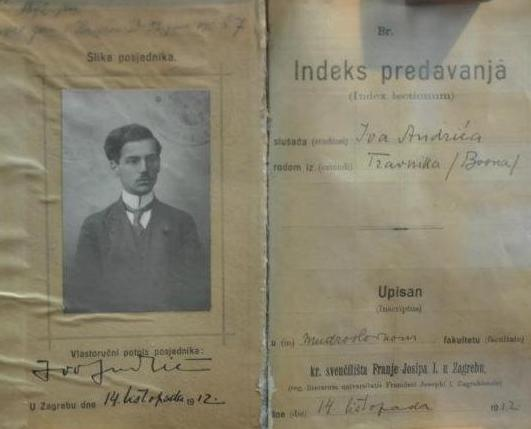 Slika posjednika.
Vlastoručni potpis posjednika:
Ivo Andrić
U Zagrebu dne 14 listopada 1912.
Br.
Indeks predavanja
(Index lectionum)
slušača (studiosi) Iva Andrića
rodom iz (oriundi) Travnika /Bosna/
Upisan
(Inscriptus)
u (in) mudroslovnom fakultetu (facultate)
kr. sveučilišta Franje Josipa I. u Zagrebu,
(reg. literarum universitatis Francisci Josephi I. Zagrabiensis)
dne (die) 14 listopada 1912